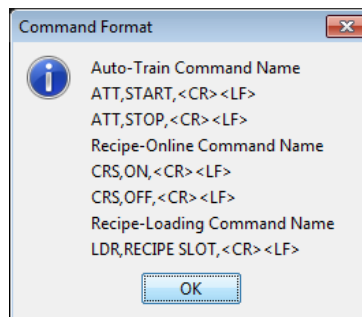 Command Format
Auto-Train Command Name
ATT,START,<CR><LF>
ATT,STOP,<CR><LF>
Recipe-Online Command Name
CRS,ON,<CR><LF>
CRS,OFF,<CR><LF>
Recipe-Loading Command Name
LDR,RECIPE SLOT,<CR><LF>
OK